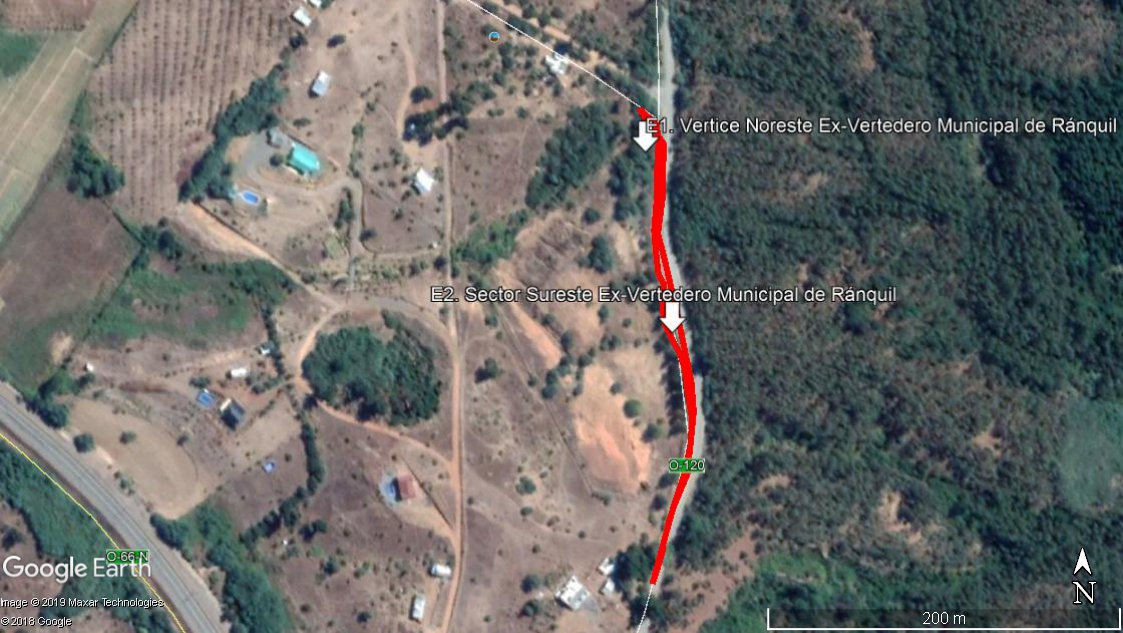 E1. Vertice Noreste Ex-Vertedero Municipal de Ránquil
E2. Sector Sureste Ex-Vertedero Municipal de Ránquil
O-120
O-66-N
Google Earth
Image © 2019 Maxar Technologies
© 2018 Google
N
200 m